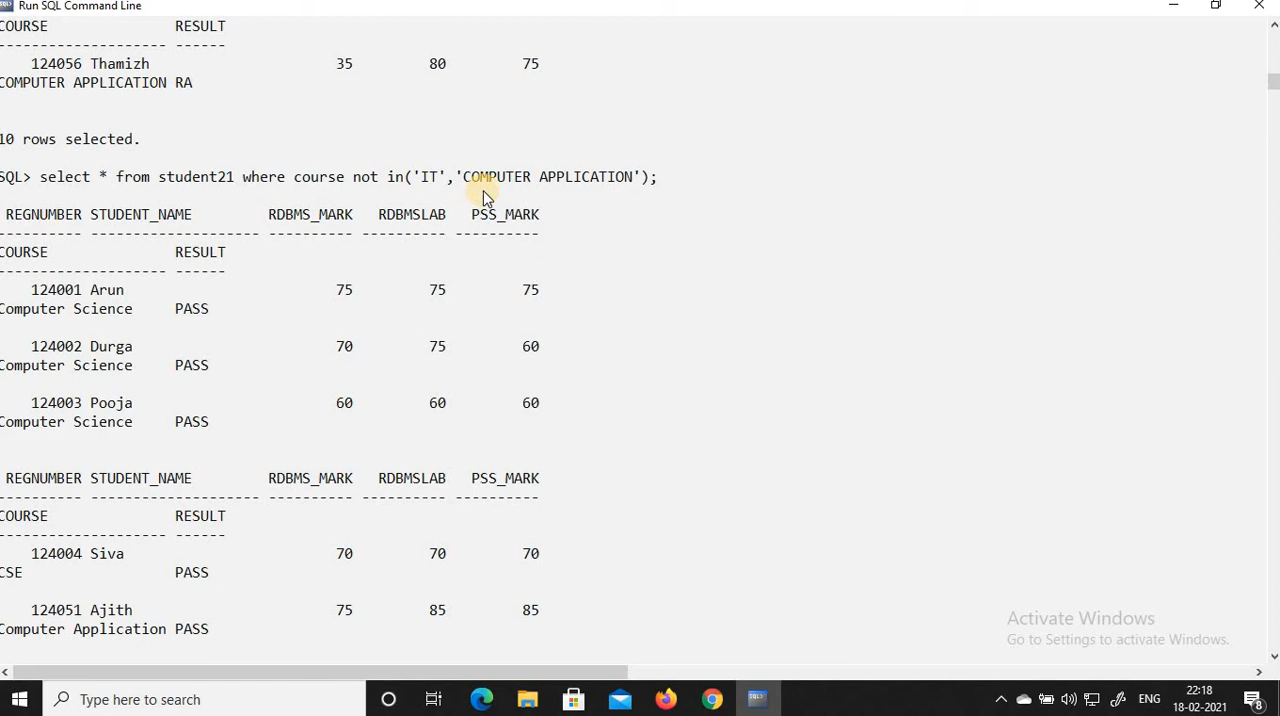 Run SQL Command Line
COURSE RESULT
------------------- ------
124056 Thamizh 35 80 75
COMPUTER APPLICATION RA
10 rows selected.
SQL> select * from student21 where course not in('IT','COMPUTER APPLICATION');
REGNUMBER STUDENT_NAME RDBMS_MARK RDBMSLAB PSS_MARK
---------- -------------------- ---------- ---------- ----------
COURSE RESULT
-------------------- ------
124001 Arun 75 75 75
Computer Science PASS
124002 Durga 70 75 60
Computer Science PASS
124003 Pooja 60 60 60
Computer Science PASS
REGNUMBER STUDENT_NAME RDBMS_MARK RDBMSLAB PSS_MARK
---------- -------------------- ---------- ---------- ----------
COURSE RESULT
-------------------- ------
124004 Siva 70 70 70
CSE PASS
124051 Ajith 75 85 85
Computer Application PASS
Activate Windows
Go to Settings to activate Windows.
Type here to search
ENG
22:18
18-02-2021
8